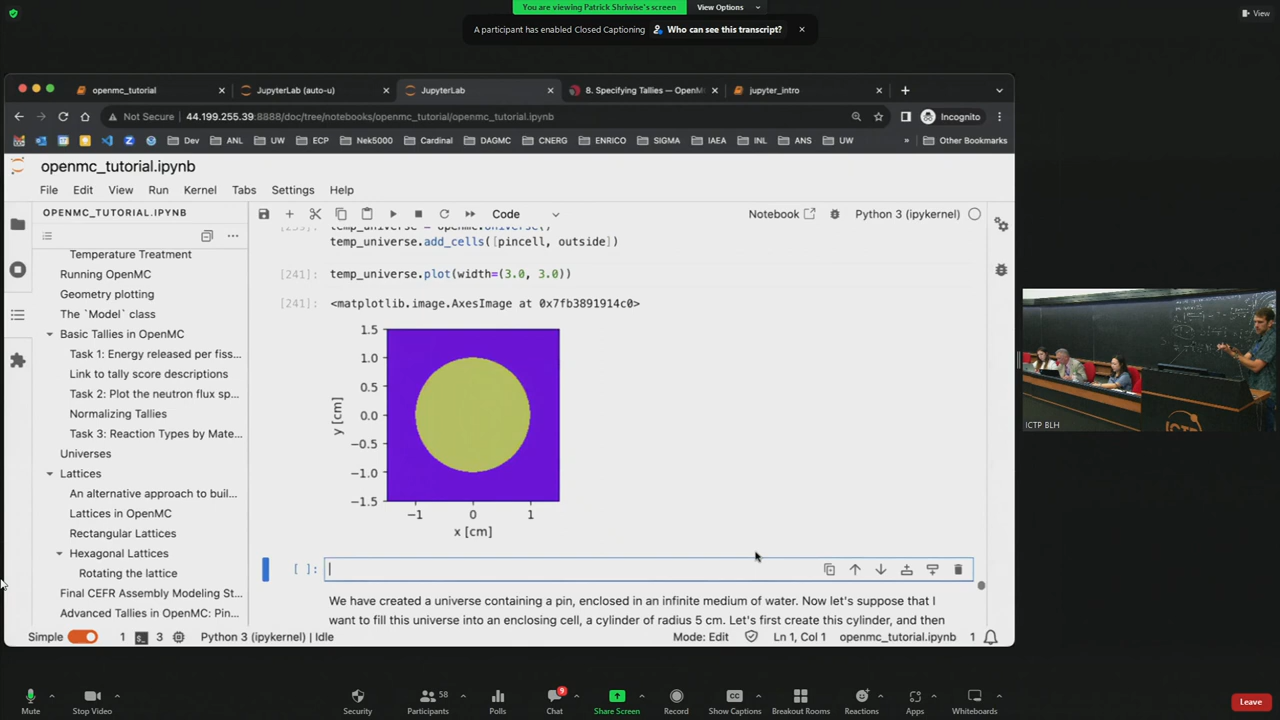 You are viewing Patrick Shriwise's screen
View Options
View
A participant has enabled Closed Captioning
Who can see this transcript?
openmc_tutorial
JupyterLab (auto-u)
JupyterLab
8. Specifying Tallies — OpenM
jupyter_intro
Not Secure
44.199.255.39:8888/doc/tree/notebooks/openmc_tutorial/openmc_tutorial.ipynb
Incognito
Dev
ANL
UW
ECP
Nek5000
Cardinal
DAGMC
CNERG
ENRICO
SIGMA
IAEA
INL
ANS
UW
»
Other Bookmarks
openmc_tutorial.ipynb
File Edit View Run Kernel Tabs Settings Help
OPENMC_TUTORIAL.IPYNB
Code
Notebook
Python 3 (ipykernel)
Temperature Treatment
Running OpenMC
Geometry plotting
The `Model` class
Basic Tallies in OpenMC
Task 1: Energy released per fiss...
Link to tally score descriptions
Task 2: Plot the neutron flux sp...
Normalizing Tallies
Task 3: Reaction Types by Mate...
Universes
Lattices
An alternative approach to buil...
Lattices in OpenMC
Rectangular Lattices
Hexagonal Lattices
Rotating the lattice
Final CEFR Assembly Modeling St...
Advanced Tallies in OpenMC: Pin...
temp_universe = openmc.Universe()
temp_universe.add_cells([pincell, outside])
[241]: temp_universe.plot(width=(3.0, 3.0))
[241]: <matplotlib.image.AxesImage at 0x7fb3891914c0>
1.5
1.0
0.5
0.0
−0.5
−1.0
−1.5
y [cm]
−1 0 1
x [cm]
[ ]:
We have created a universe containing a pin, enclosed in an infinite medium of water. Now let's suppose that I
want to fill this universe into an enclosing cell, a cylinder of radius 5 cm. Let's first create this cylinder, and then
Simple
1
3
Python 3 (ipykernel) | Idle
Mode: Edit
Ln 1, Col 1
openmc_tutorial.ipynb
1
ICTP BLH
Mute
Stop Video
Security
58
Participants
Polls
9
Chat
Share Screen
Record
Show Captions
Breakout Rooms
Reactions
Apps
Whiteboards
Leave